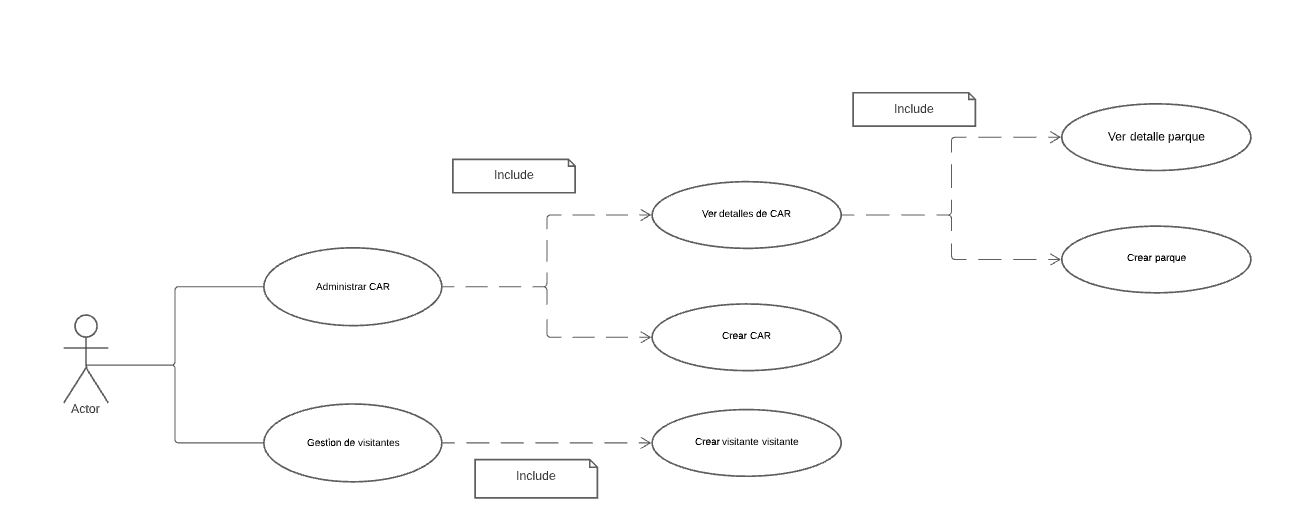 Include
Ver detalle parque
Include
Ver detalles de CAR
Crear parque
Administrar CAR
Crear CAR
Actor
Gestion de visitantes
Crear visitante visitante
Include